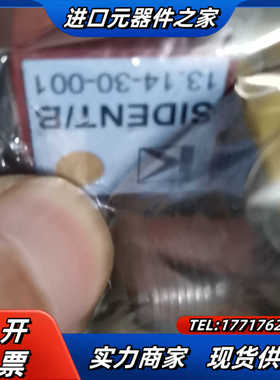 进口元器件之家
13.14-30-001
SIDENT/B
开
票
TEL:1771762
实力商家 现货供